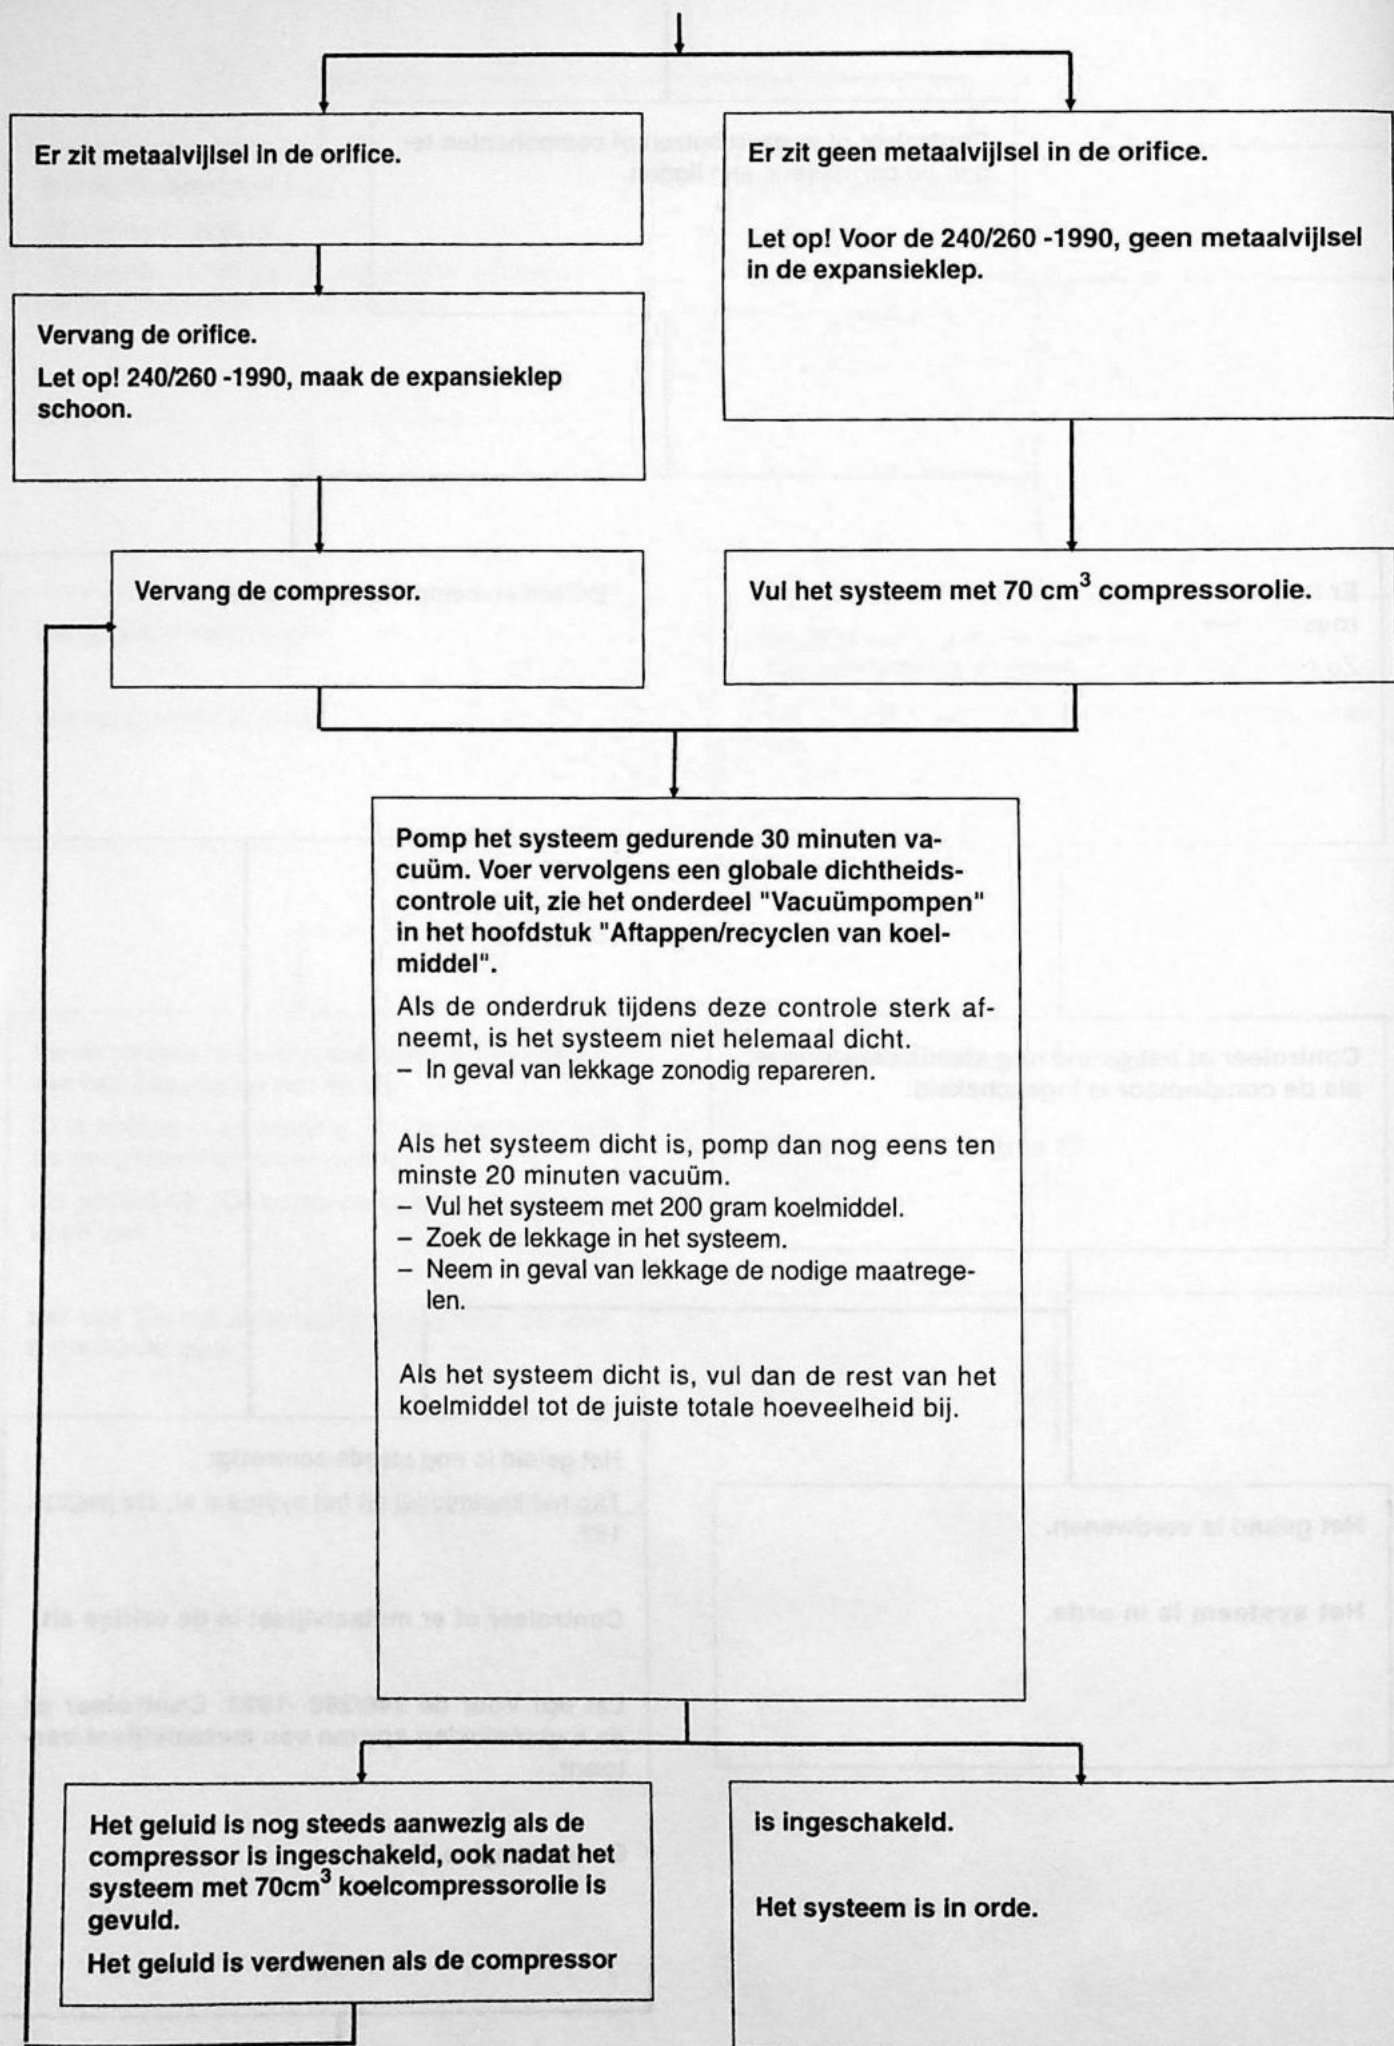 Er zit metaalvijlsel in de orifice.
Er zit geen metaalvijlsel in de orifice.
Let op! Voor de 240/260 -1990, geen metaalvijlsel
in de expansieklep.
Vervang de orifice.
Let op! 240/260 -1990, maak de expansieklep
schoon.
Vervang de compressor.
Vul het systeem met 70 cm³ compressorolie.
Pomp het systeem gedurende 30 minuten va-
cuüm. Voer vervolgens een globale dichtheids-
controle uit, zie het onderdeel "Vacuümpompen"
in het hoofdstuk "Aftappen/recyclen van koel-
middel".
Als de onderdruk tijdens deze controle sterk af-
neemt, is het systeem niet helemaal dicht.
– In geval van lekkage zonodig repareren.
Als het systeem dicht is, pomp dan nog eens ten
minste 20 minuten vacuüm.
– Vul het systeem met 200 gram koelmiddel.
– Zoek de lekkage in het systeem.
– Neem in geval van lekkage de nodige maatrege-
len.
Als het systeem dicht is, vul dan de rest van het
koelmiddel tot de juiste totale hoeveelheid bij.
Het geluid is nog steeds aanwezig als de
compressor is ingeschakeld, ook nadat het
systeem met 70cm³ koelcompressorolie is
gevuld.
Het geluid is verdwenen als de compressor
is ingeschakeld.
Het systeem is in orde.